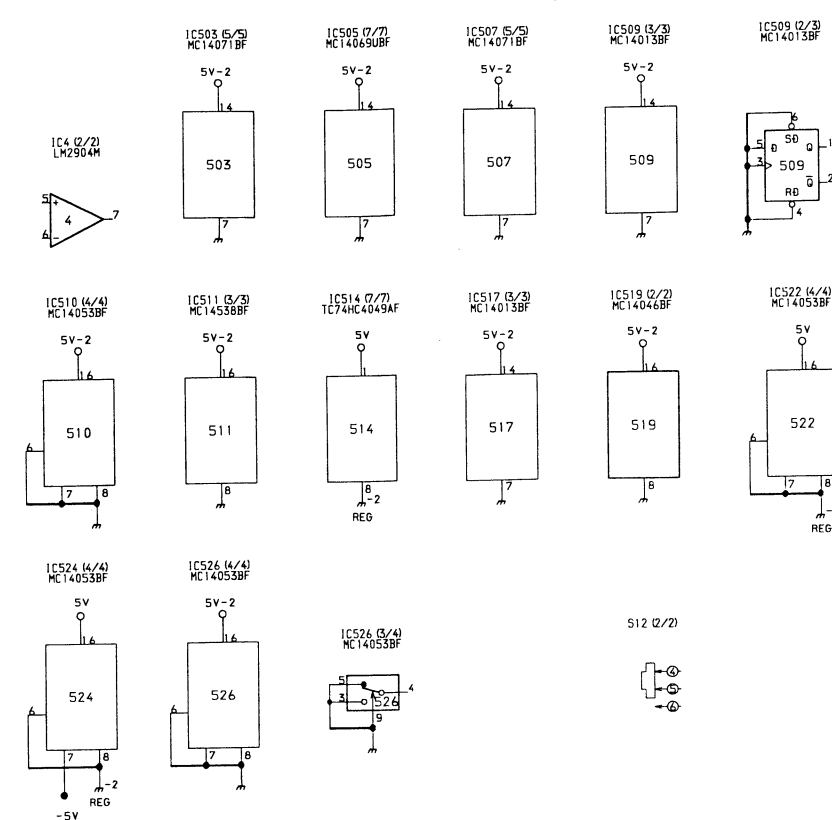 IC503 (5/5)
MC14071BF
5V-2
14
503
7
IC505 (7/7)
MC14069UBF
5V-2
14
505
7
IC507 (5/5)
MC14071BF
5V-2
14
507
7
IC509 (3/3)
MC14013BF
5V-2
14
509
7
IC509 (2/3)
MC14013BF
6
SD
5
D
Q
1
3
509
Q
2
RD
4
IC4 (2/2)
LM2904M
5
+
4
7
6
-
IC510 (4/4)
MC14053BF
5V-2
16
510
6
7
8
IC511 (3/3)
MC14538BF
5V-2
16
511
8
IC514 (7/7)
TC74HC4049AF
5V
1
514
8
-2
REG
IC517 (3/3)
MC14013BF
5V-2
14
517
7
IC519 (2/2)
MC14046BF
5V-2
16
519
8
IC522 (4/4)
MC14053BF
5V
16
522
6
7
8
REG
IC524 (4/4)
MC14053BF
5V
16
524
6
7
8
-2
REG
-5V
IC526 (4/4)
MC14053BF
5V-2
16
526
6
7
8
IC526 (3/4)
MC14053BF
5
4
3
526
9
S12 (2/2)
4
5
6